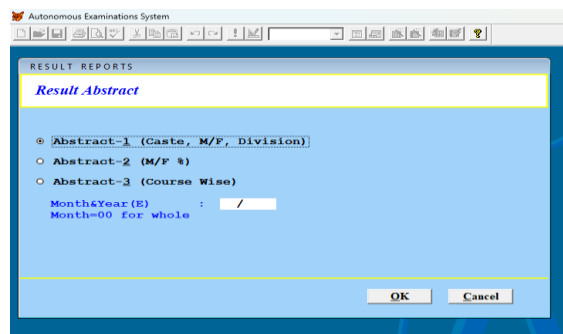 Autonomous Examinations System
RESULT REPORTS
Result Abstract
Abstract-1 (Caste, M/F, Division)
Abstract-2 (M/F %)
Abstract-3 (Course Wise)
Month&Year(E) : /
Month=00 for whole
OK Cancel